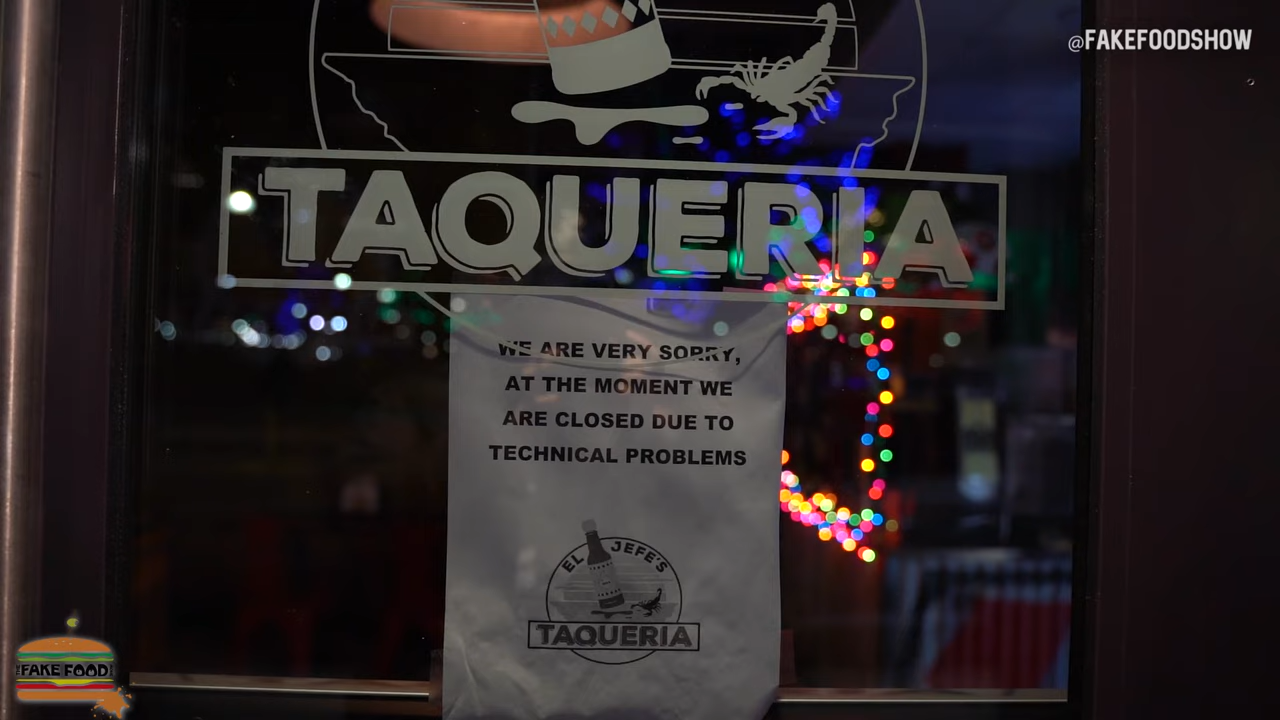 @FAKEFOODSHOW
TAQUERIA
WE ARE VERY SORRY,
AT THE MOMENT WE
ARE CLOSED DUE TO
TECHNICAL PROBLEMS
EL JEFE'S
TAQUERIA
FAKE FOOD